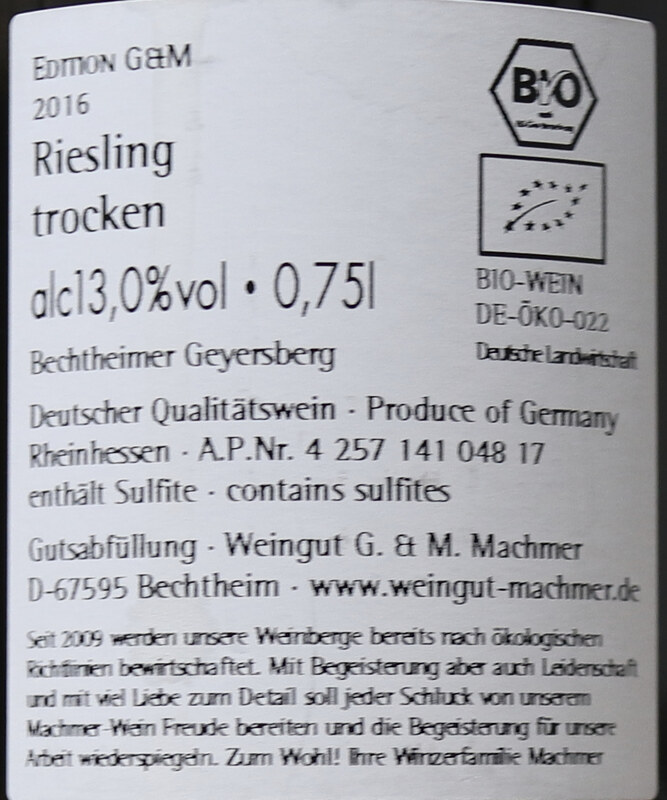 EDITION G&M
2016
Riesling
trocken
alc13,0%vol • 0,75l
Bechtheimer Geyersberg
Deutscher Qualitätswein · Produce of Germany
Rheinhessen · A.P.Nr. 4 257 141 048 17
enthält Sulfite · contains sulfites
Gutsabfüllung · Weingut G. & M. Machmer
D-67595 Bechtheim · www.weingut-machmer.de
Seit 2009 werden unsere Weinberge bereits nach ökologischen
Richtlinien bewirtschaftet. Mit Begeisterung aber auch Leidenschaft
und mit viel Liebe zum Detail soll jeder Schluck von unserem
Machmer-Wein Freude bereiten und die Begeisterung für unsere
Arbeit wiederspiegeln. Zum Wohl! Ihre Winzerfamilie Machmer
BIO
BIO-WEIN
DE-ÖKO-022
Deutsche Landwirtschaft